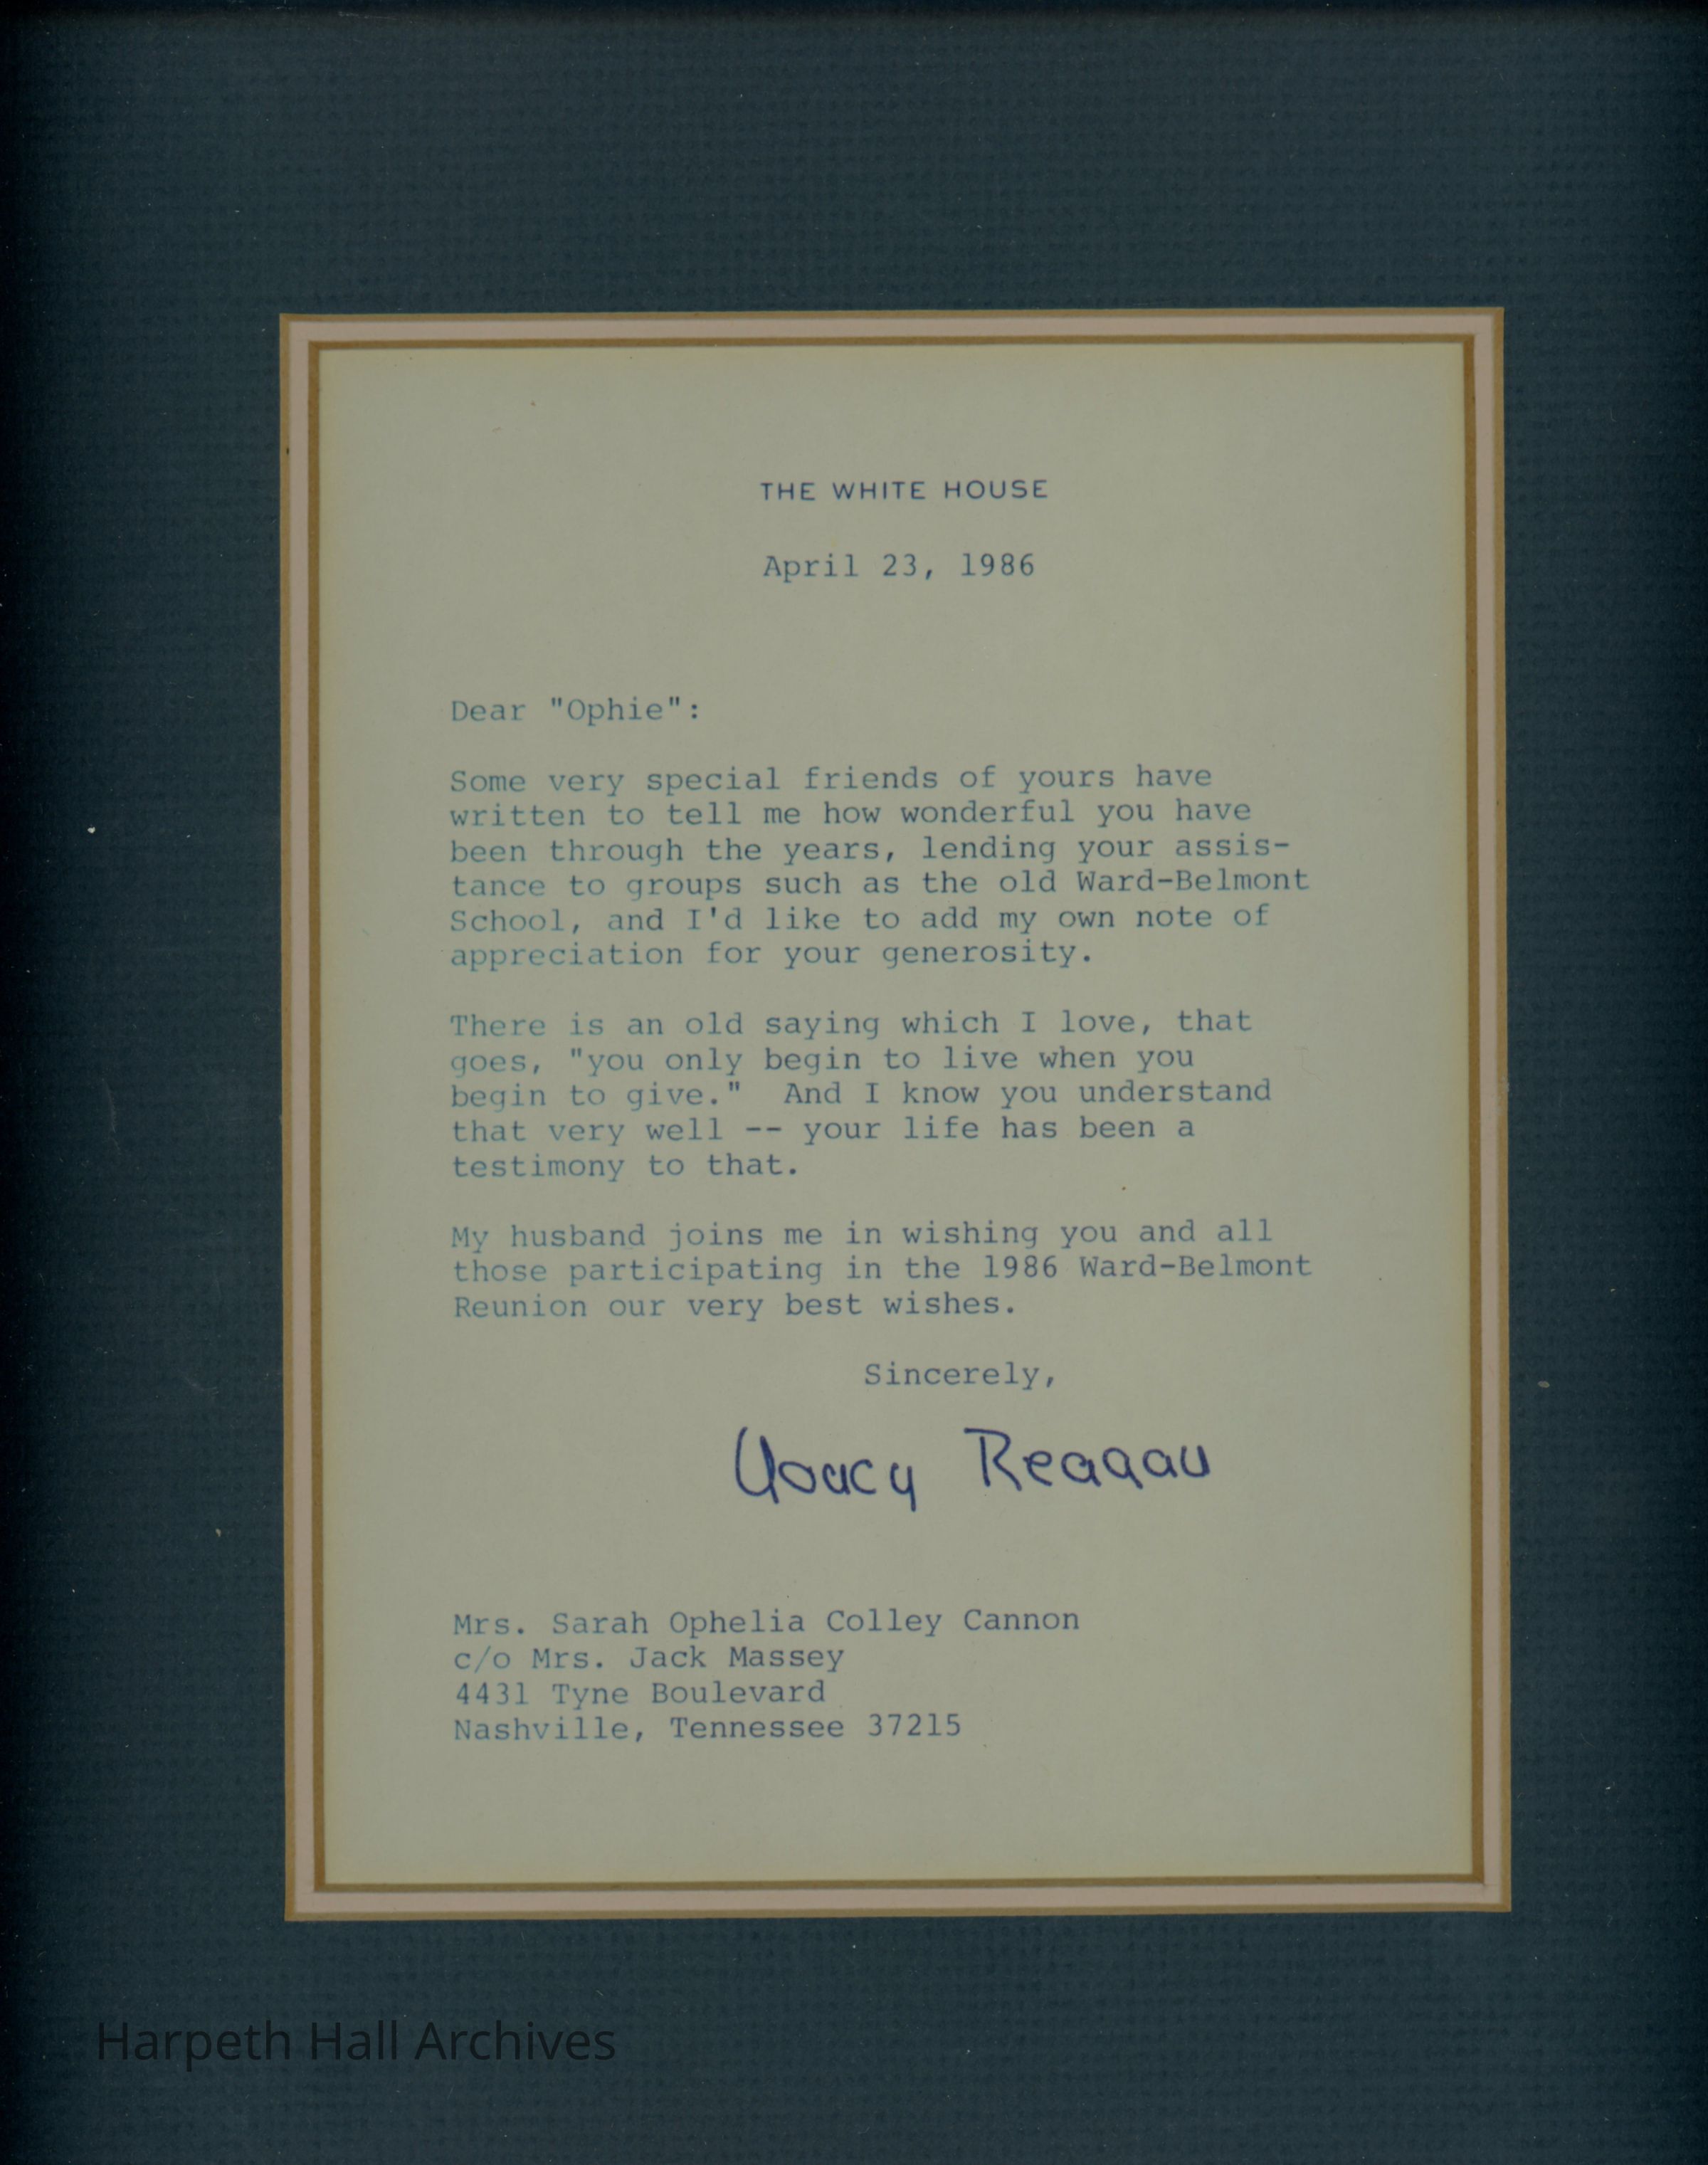 THE WHITE HOUSE
April 23, 1986
Dear "Ophie":
Some very special friends of yours have
written to tell me how wonderful you have
been through the years, lending your assis-
tance to groups such as the old Ward-Belmont
School, and I'd like to add my own note of
appreciation for your generosity.
There is an old saying which I love, that
goes, "you only begin to live when you
begin to give."  And I know you understand
that very well -- your life has been a
testimony to that.
My husband joins me in wishing you and all
those participating in the 1986 Ward-Belmont
Reunion our very best wishes.
Sincerely,
Nancy Reagan
Mrs. Sarah Ophelia Colley Cannon
c/o Mrs. Jack Massey
4431 Tyne Boulevard
Nashville, Tennessee 37215
Harpeth Hall Archives